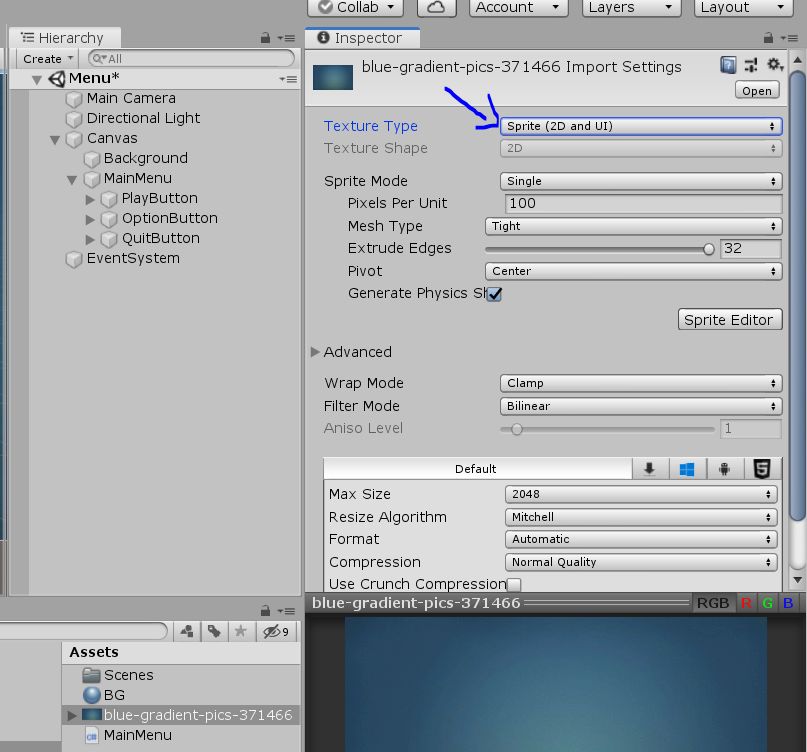 Collab
Account
Layers
Layout
Hierarchy
Create
All
Menu*
Main Camera
Directional Light
Canvas
Background
MainMenu
PlayButton
OptionButton
QuitButton
EventSystem
Inspector
blue-gradient-pics-371466 Import Settings
Open
Texture Type Sprite (2D and UI)
Texture Shape 2D
Sprite Mode Single
Pixels Per Unit 100
Mesh Type Tight
Extrude Edges 32
Pivot Center
Generate Physics Sh
Sprite Editor
Advanced
Wrap Mode Clamp
Filter Mode Bilinear
Aniso Level 1
Default
Max Size 2048
Resize Algorithm Mitchell
Format Automatic
Compression Normal Quality
Use Crunch Compression
blue-gradient-pics-371466 RGB R G B
9
Assets
Scenes
BG
blue-gradient-pics-371466
C#
MainMenu